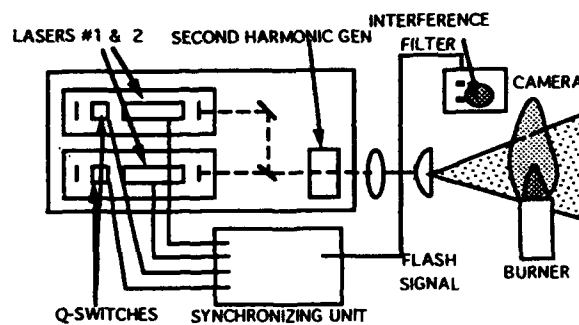 INTERFERENCE
FILTER
LASERS #1 & 2
SECOND HARMONIC GEN
CAMERA
FLASH
SIGNAL
BURNER
Q-SWITCHES
SYNCHRONIZING UNIT